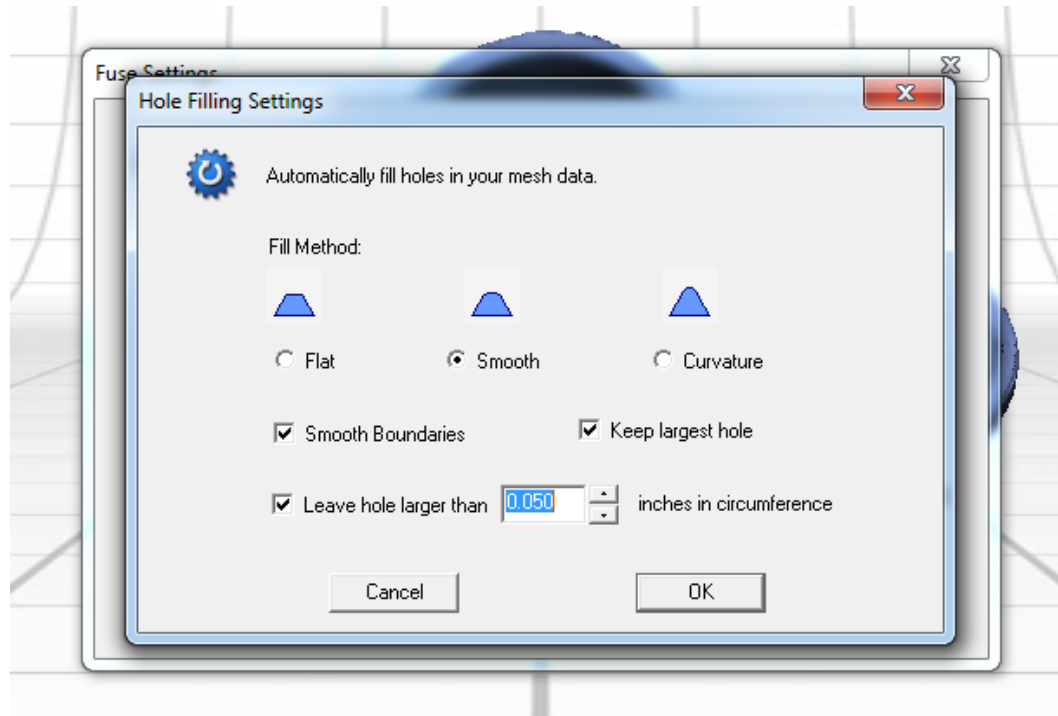 Fuse Settings
Hole Filling Settings
Automatically fill holes in your mesh data.
Fill Method:
Flat Smooth Curvature
Smooth Boundaries Keep largest hole
Leave hole larger than 0.050 inches in circumference
Cancel OK